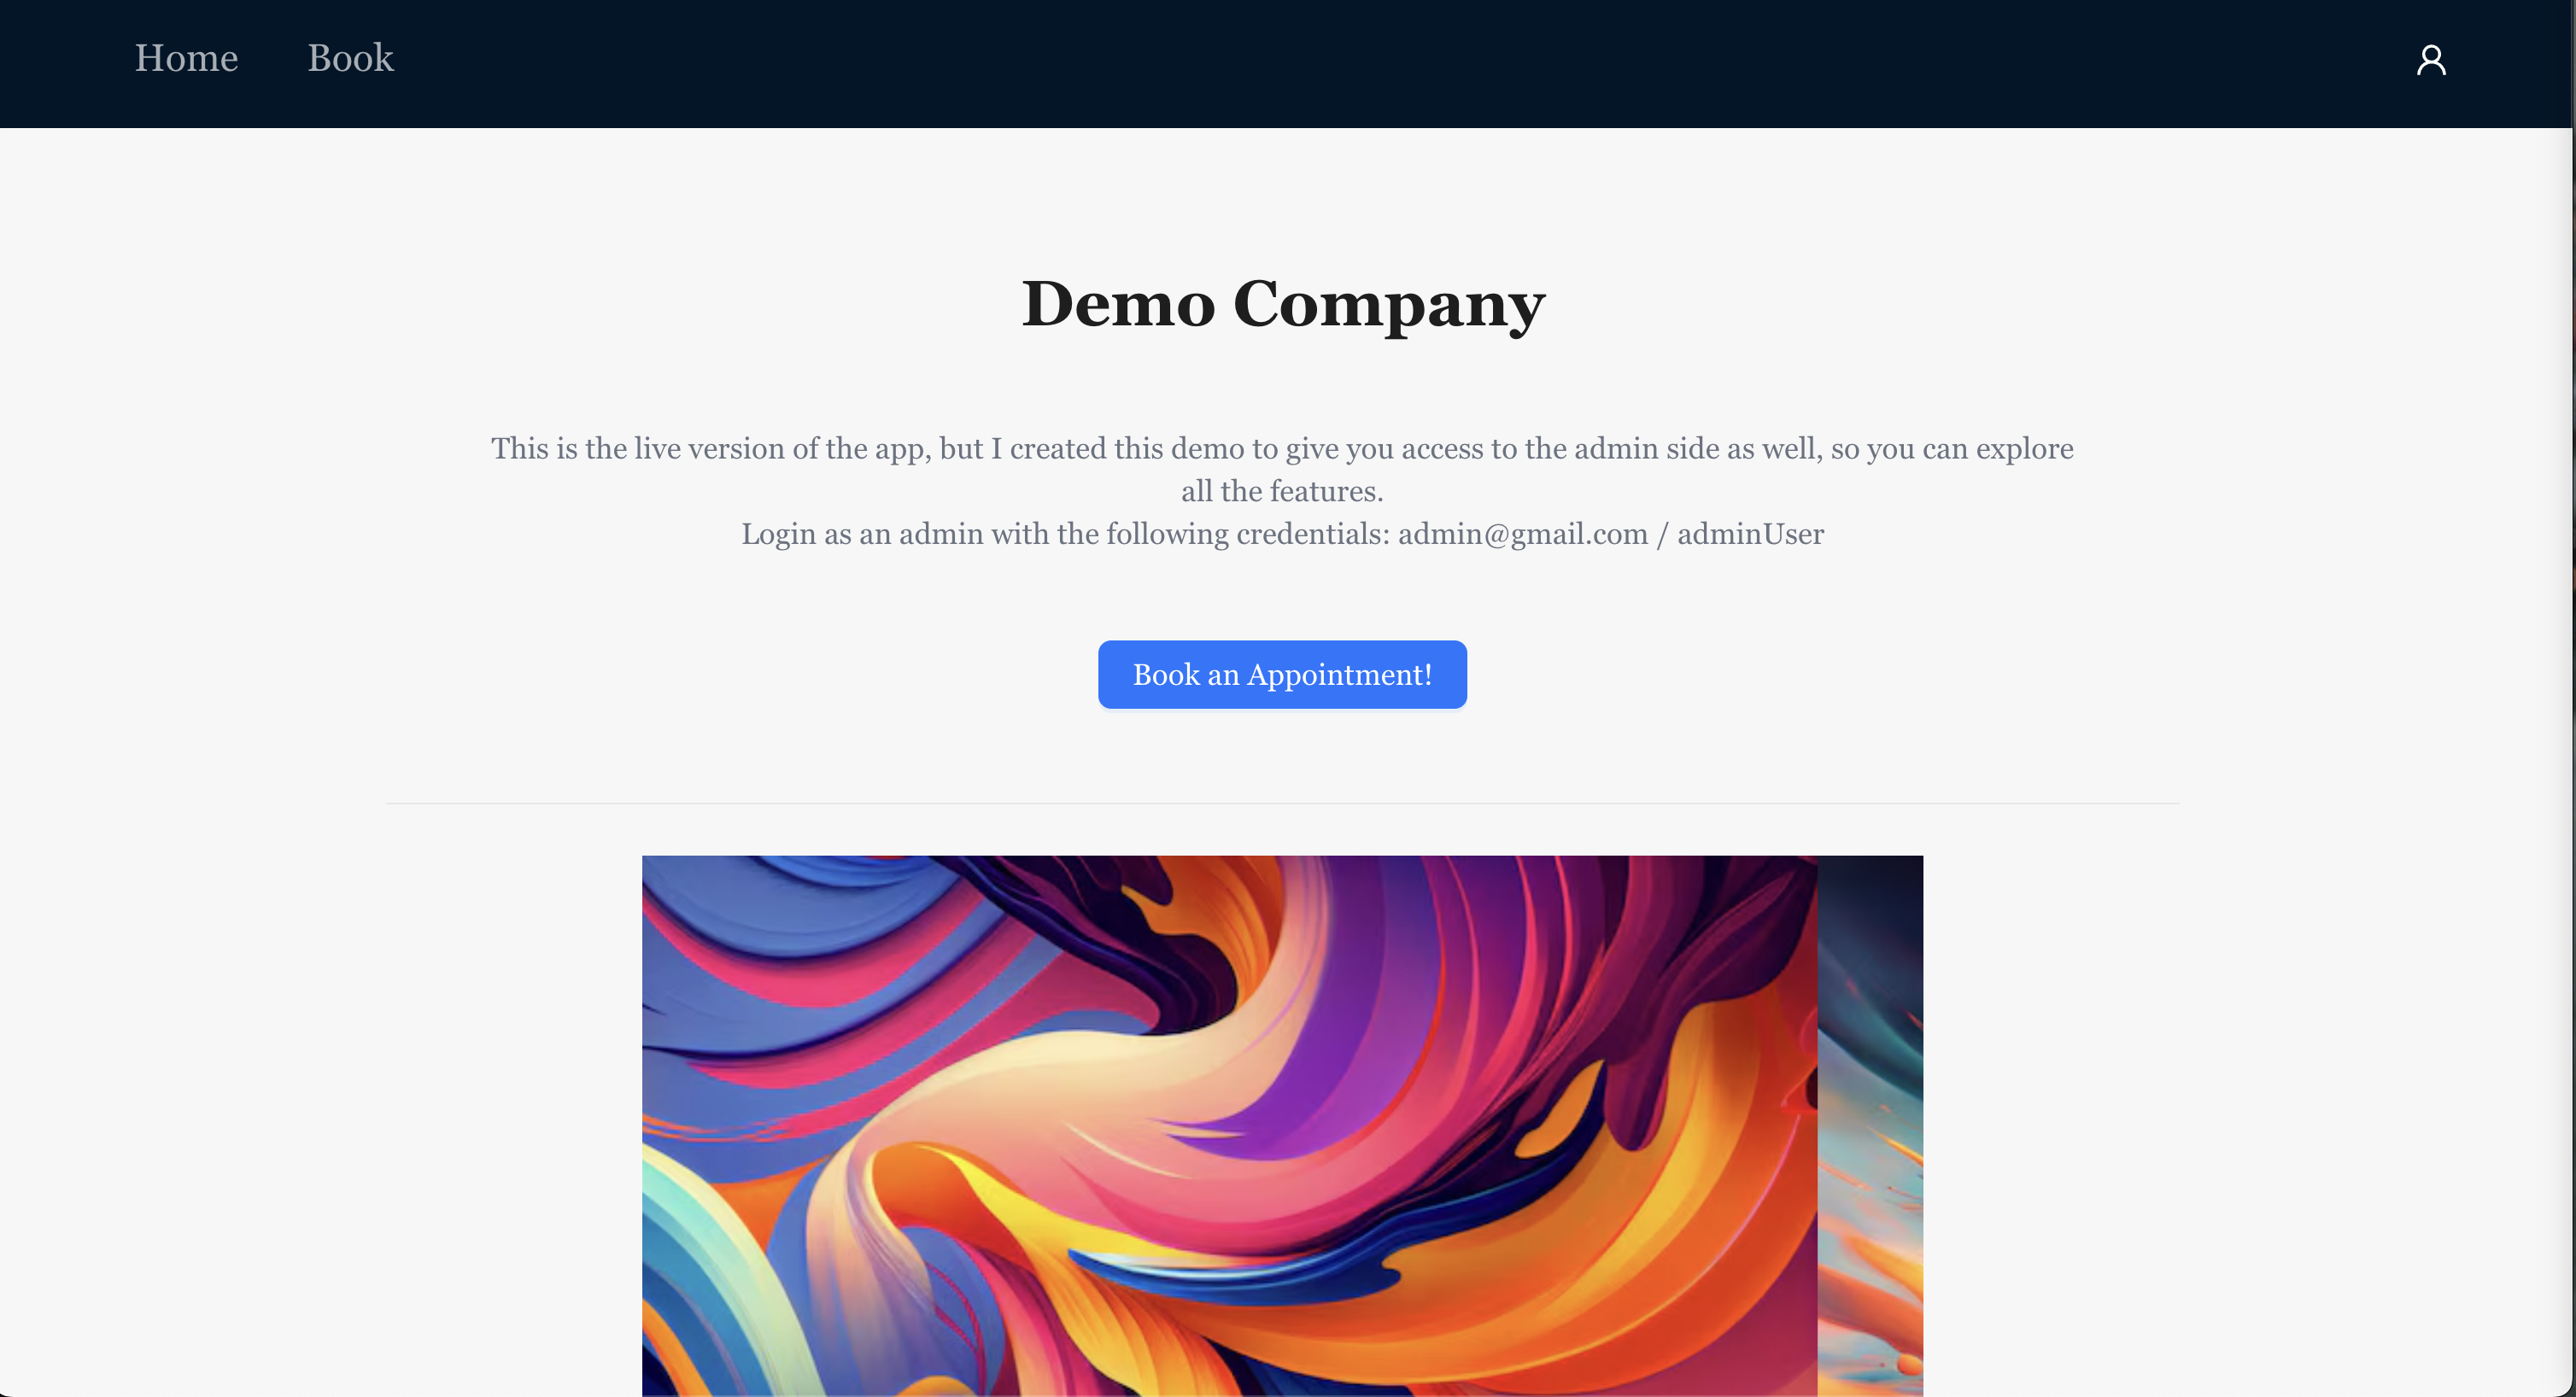 Home Book
Demo Company
This is the live version of the app, but I created this demo to give you access to the admin side as well, so you can explore
all the features.
Login as an admin with the following credentials: admin@gmail.com / adminUser
Book an Appointment!